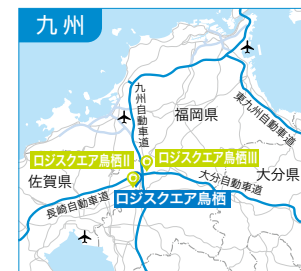 九州
九州自動車道
福岡県
東九州自動車道
ロジスクエア鳥栖II
ロジスクエア鳥栖III
佐賀県
大分県
大分自動車道
長崎自動車道
ロジスクエア鳥栖